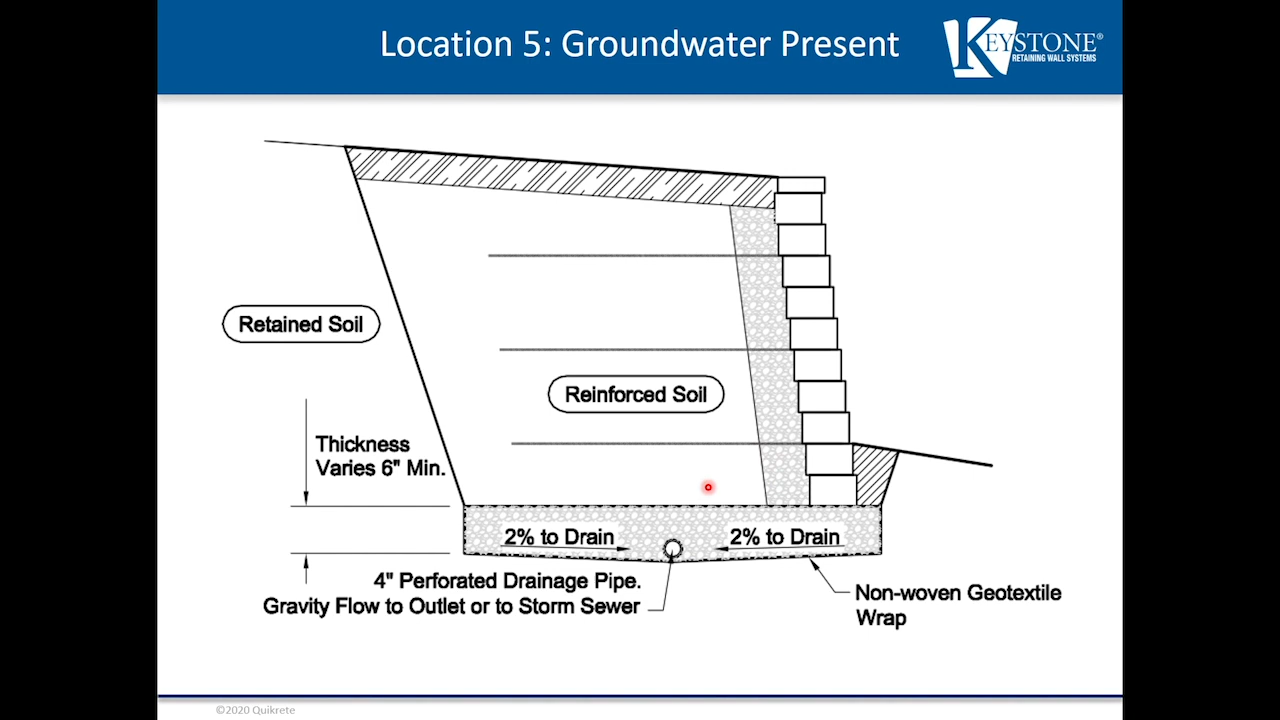 Location 5: Groundwater Present
KEYSTONE®
RETAINING WALL SYSTEMS
Retained Soil
Reinforced Soil
Thickness
Varies 6" Min.
2% to Drain
2% to Drain
4" Perforated Drainage Pipe.
Gravity Flow to Outlet or to Storm Sewer
Non-woven Geotextile
Wrap
©2020 Quikrete